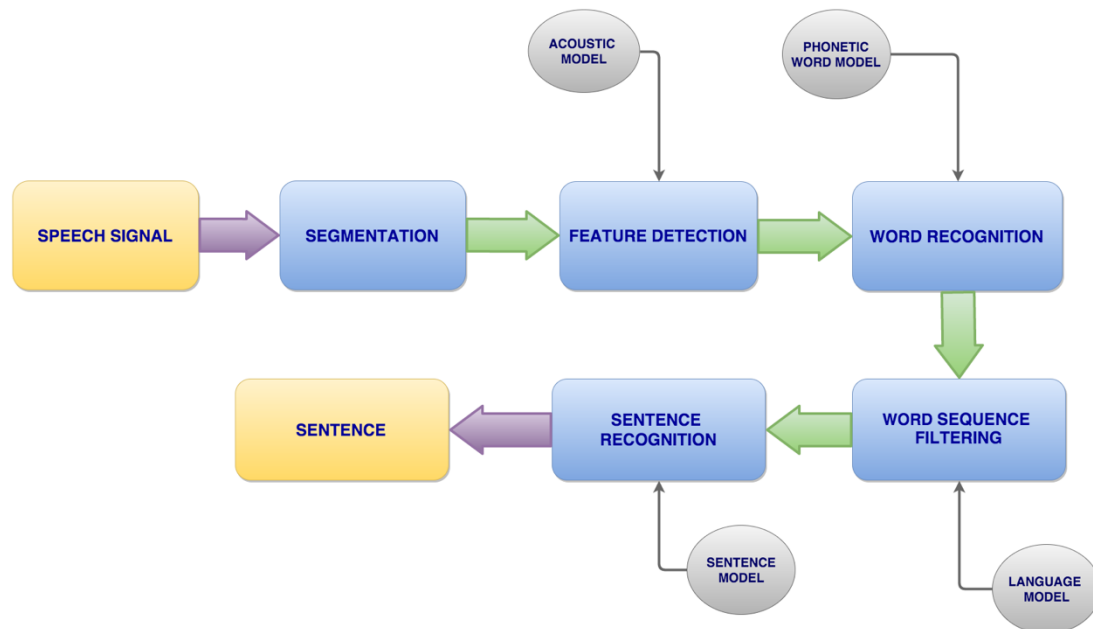 ACOUSTIC
MODEL
PHONETIC
WORD MODEL
SPEECH SIGNAL
SEGMENTATION
FEATURE DETECTION
WORD RECOGNITION
SENTENCE
SENTENCE
RECOGNITION
WORD SEQUENCE
FILTERING
SENTENCE
MODEL
LANGUAGE
MODEL